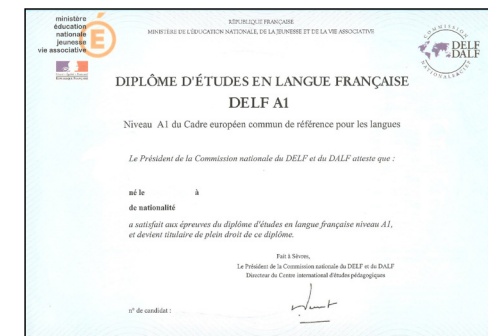 ministère
éducation
nationale
jeunesse
vie associative
RÉPUBLIQUE FRANÇAISE
MINISTÈRE DE L'ÉDUCATION NATIONALE, DE LA JEUNESSE ET DE LA VIE ASSOCIATIVE
DELF
DALF
DIPLÔME D'ÉTUDES EN LANGUE FRANÇAISE
DELF A1
Niveau A1 du Cadre européen commun de référence pour les langues
Le Président de la Commission nationale du DELF et du DALF atteste que :
né le à
de nationalité
a satisfait aux épreuves du diplôme d'études en langue française niveau A1,
et devient titulaire de plein droit de ce diplôme.
Fait à Sèvres,
Le Président de la Commission nationale du DELF et du DALF
Directeur du Centre international d'études pédagogiques
n° de candidat :